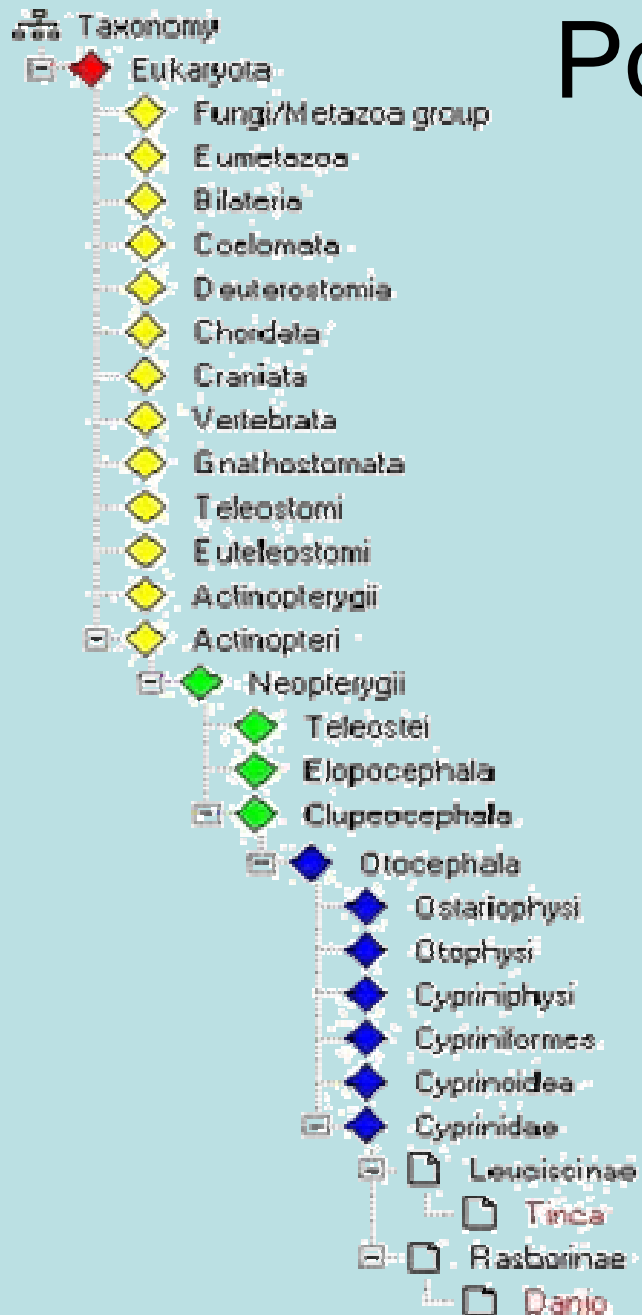 Taxonomy
Po
Eukaryota
Fungi/Metazoa group
Eumetazoa
Bilateria
Coelomata
Deuterostomia
Chordata
Craniata
Vertebrata
Gnathostomata
Teleostomi
Euteleostomi
Actinopterygii
Actinopteri
Neopterygii
Teleostei
Elopocephala
Clupeocephala
Otocephala
Ostariophysi
Otophysi
Cypriniphysi
Cypriniformes
Cyprinoidea
Cyprinidae
Leuciscinae
Tinca
Rasborinae
Danio